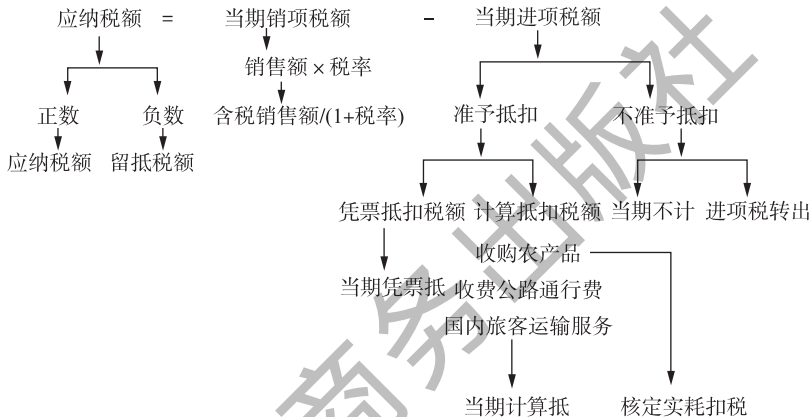 应纳税额 = 当期销项税额 - 当期进项税额
销售额×税率
正数 负数 含税销售额/(1+税率) 准予抵扣 不准予抵扣
应纳税额 留抵税额
凭票抵扣税额 计算抵扣税额 当期不计 进项税转出
收购农产品
当期凭票抵 收费公路通行费
国内旅客运输服务
当期计算抵 核定实耗扣税
商务出版社